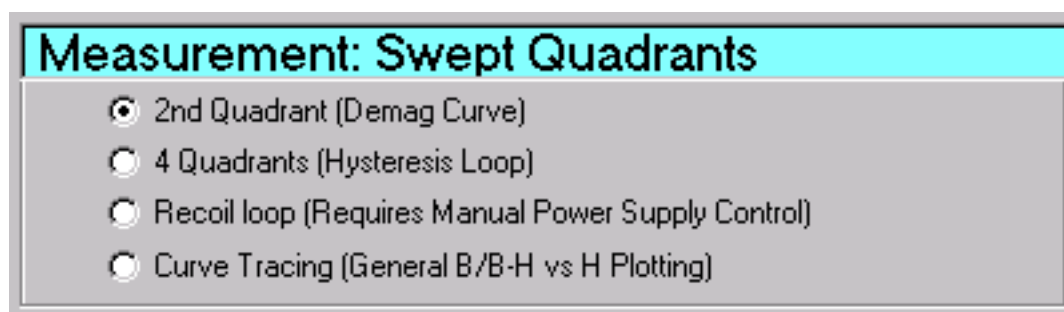 Measurement: Swept Quadrants
2nd Quadrant (Demag Curve)
4 Quadrants (Hysteresis Loop)
Recoil loop (Requires Manual Power Supply Control)
Curve Tracing (General B/B-H vs H Plotting)